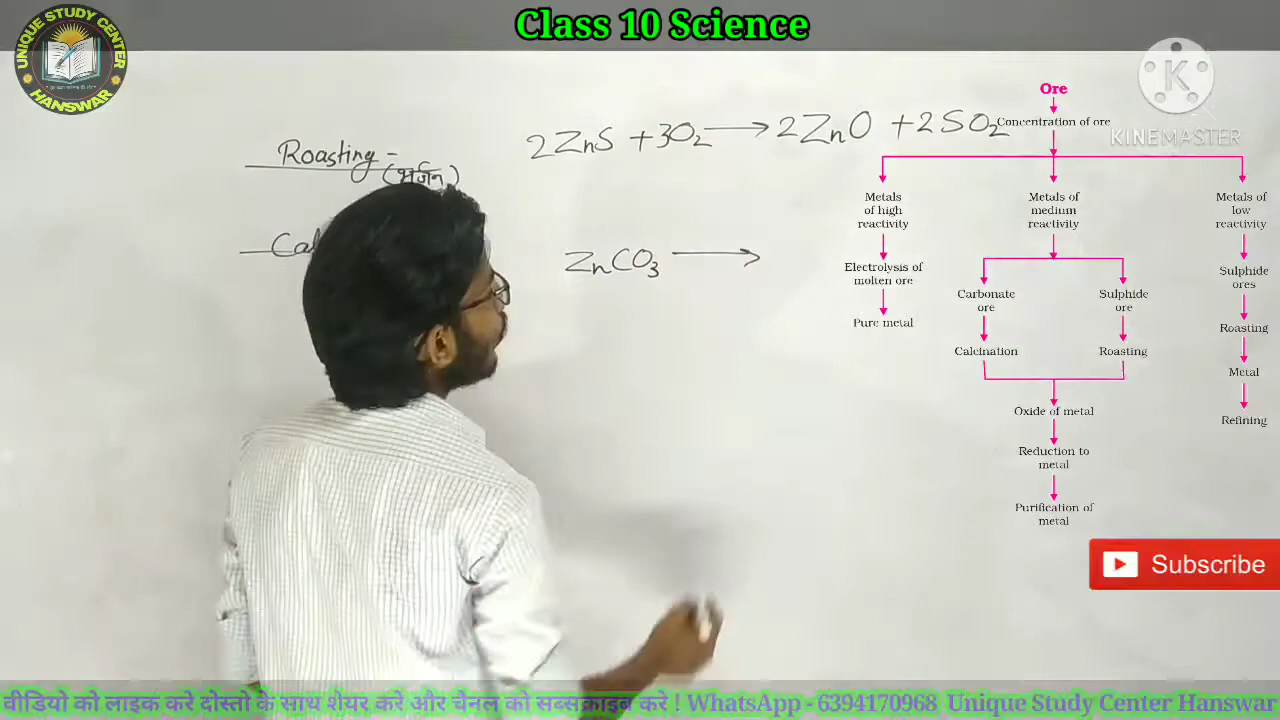 Class 10 Science
UNIQUE STUDY CENTER
HANSWAR
K
KINEMASTER
Roasting -
(भर्जन)
2ZnS + 3O₂ → 2ZnO + 2SO₂
Cal
ZnCO₃ →
Ore
Concentration of ore
Metals
of high
reactivity
Electrolysis of
molten ore
Pure metal
Metals of
medium
reactivity
Carbonate
ore
Calcination
Sulphide
ore
Roasting
Oxide of metal
Reduction to
metal
Purification of
metal
Metals of
low
reactivity
Sulphide
ores
Roasting
Metal
Refining
Subscribe
वीडियो को लाइक करे दोस्तो के साथ शेयर करे और चैनल को सब्सक्राइब करे ! WhatsApp - 6394170968 Unique Study Center Hanswar